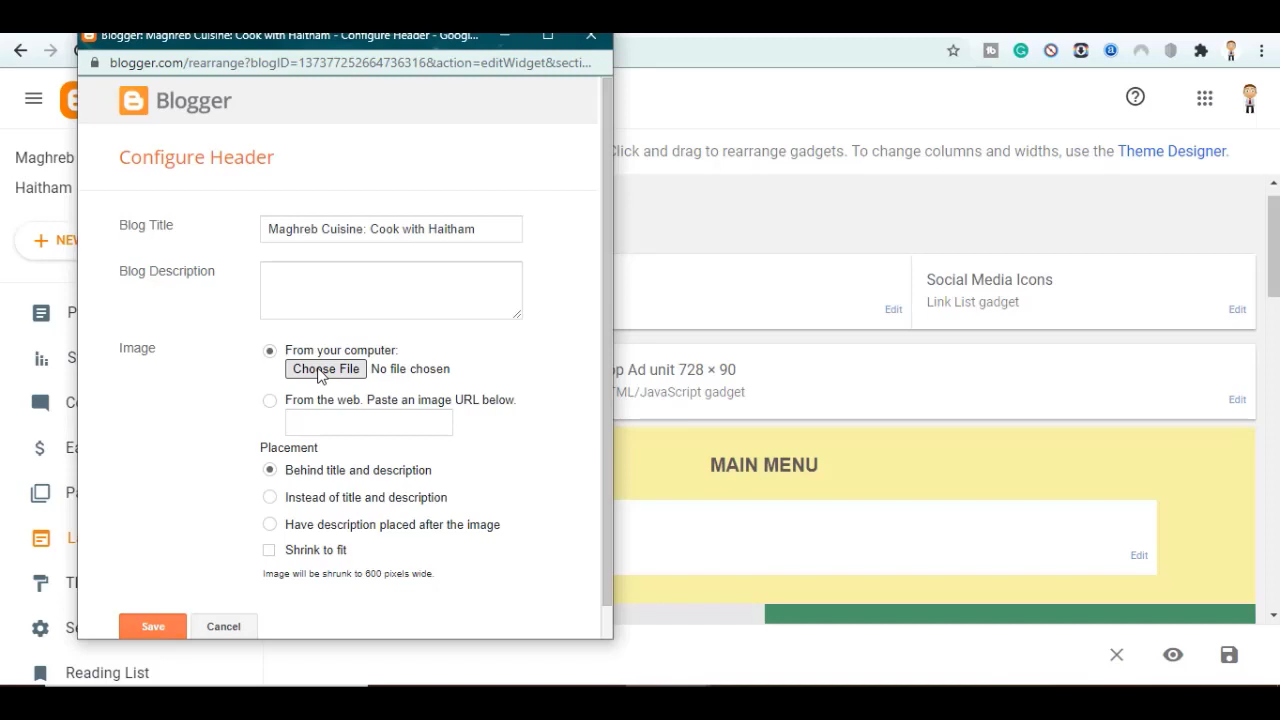 Blogger: Maghreb Cuisine: Cook with Haitham - Configure Header - Googl...
blogger.com/rearrange?blogID=137377252664736316&action=editWidget&secti...
Blogger
Configure Header
Blog Title
Maghreb Cuisine: Cook with Haitham
Blog Description
Image
From your computer:
Choose File No file chosen
From the web. Paste an image URL below.
Placement
Behind title and description
Instead of title and description
Have description placed after the image
Shrink to fit
Image will be shrunk to 600 pixels wide.
Save Cancel
Maghreb
Haitham
+ NEW
Reading List
Click and drag to rearrange gadgets. To change columns and widths, use the Theme Designer.
Edit
Social Media Icons
Link List gadget
Edit
Ad unit 728 × 90
HTML/JavaScript gadget
Edit
MAIN MENU
Edit